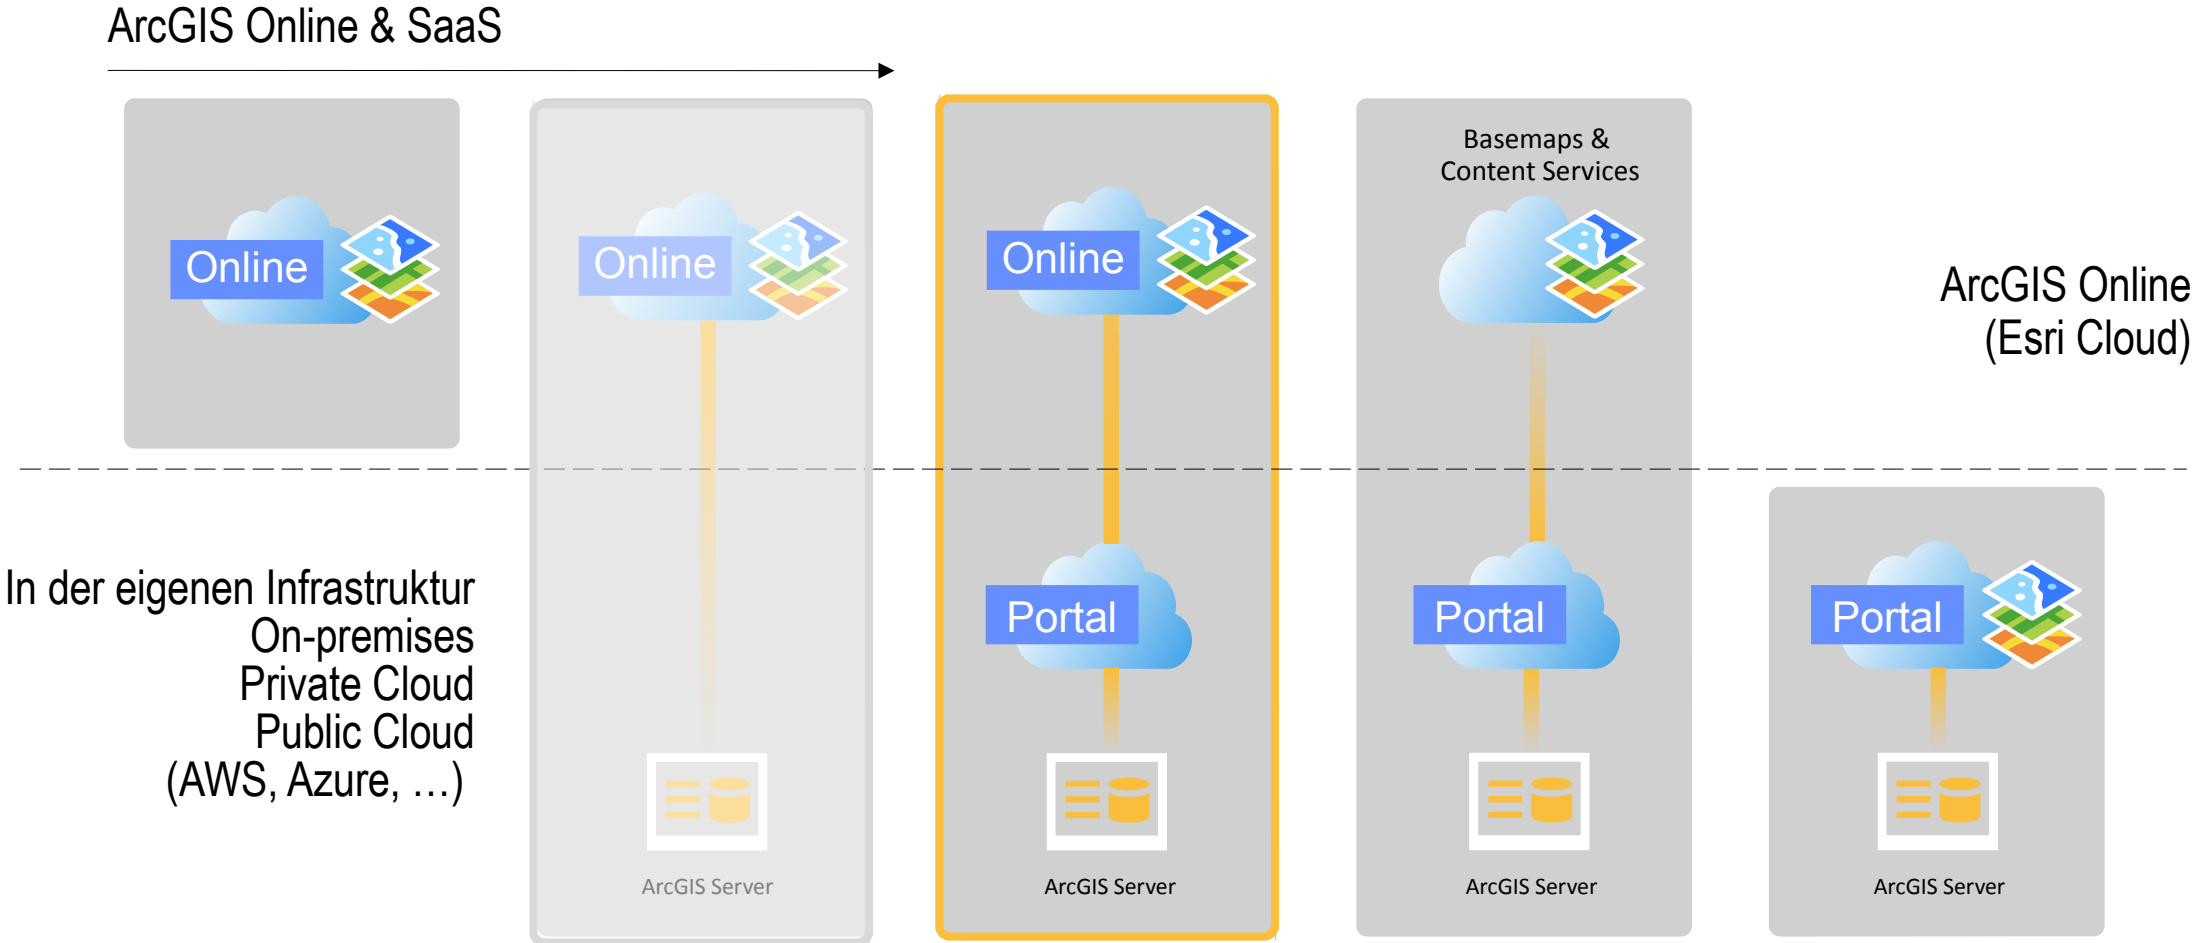 ArcGIS Online & SaaS
Basemaps &
Content Services
Online
Online
Online
ArcGIS Online
(Esri Cloud)
In der eigenen Infrastruktur
On-premises
Private Cloud
Public Cloud
(AWS, Azure, …)
Portal
Portal
Portal
ArcGIS Server
ArcGIS Server
ArcGIS Server
ArcGIS Server